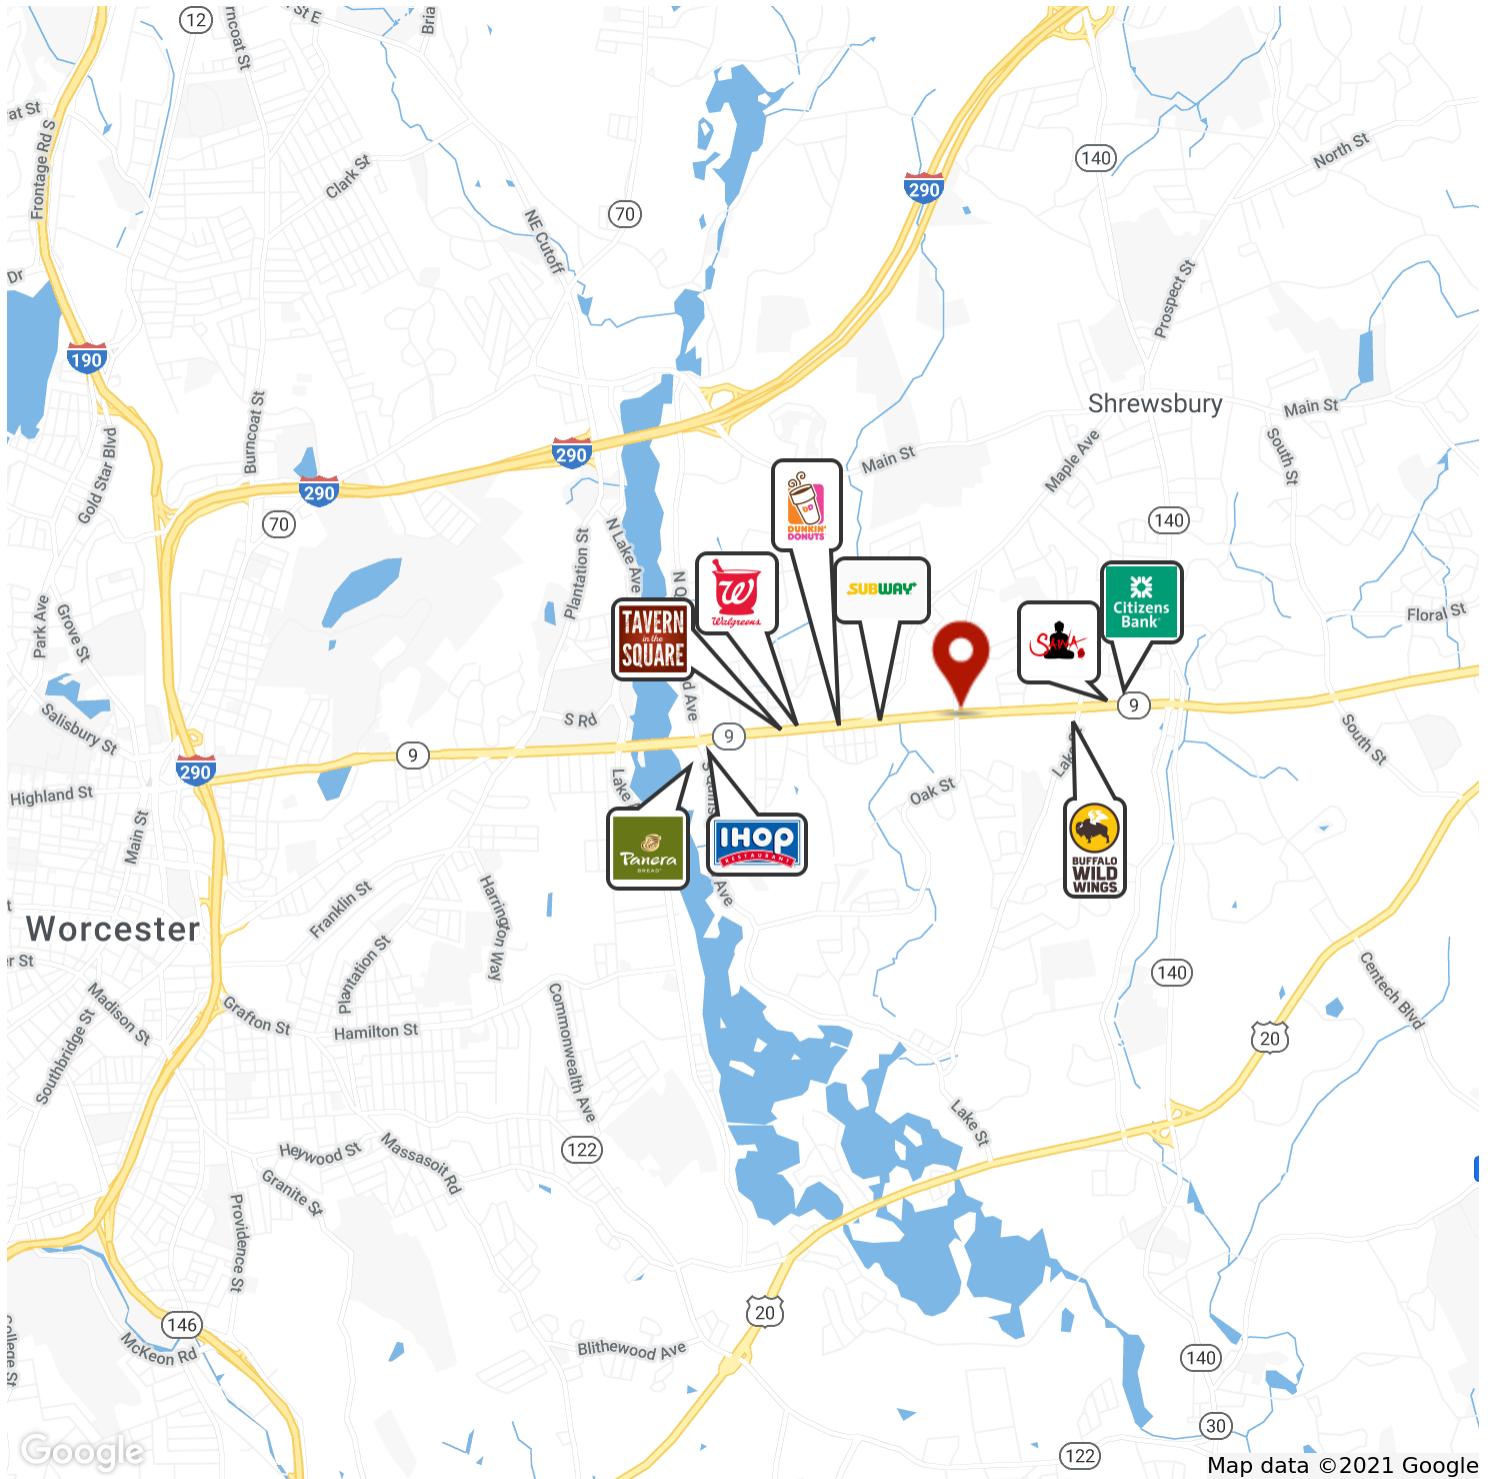 12
St E
Frontage Rd S
Clark St
NE Cutoff
70
290
140
North St
Prospect St
Dr
190
Burncoat St
Gold Star Blvd
Shrewsbury
Main St
Main St
Maple Ave
South St
290
290
70
140
N Lake Ave
Plantation St
DD
DUNKIN'
DONUTS
Walgreens
SUBWAY
TAVERN
in the
SQUARE
SAWA
Citizens
Bank
Park Ave
Grove St
Floral St
Salisbury St
S Rd
9
9
9
South St
290
Highland St
Main St
Oak St
Panera
BREAD
IHOP
RESTAURANT
BUFFALO
WILD
WINGS
Ave
Worcester
Franklin St
Harrington Way
Plantation St
140
Centech Blvd
Madison St
Grafton St
Hamilton St
Southbridge St
Commonwealth Ave
20
Lake St
Heywood St
Massasoit Rd
122
Granite St
Providence St
146
20
McKeon Rd
Blithewood Ave
140
College St
30
122
Google
Map data ©2021 Google